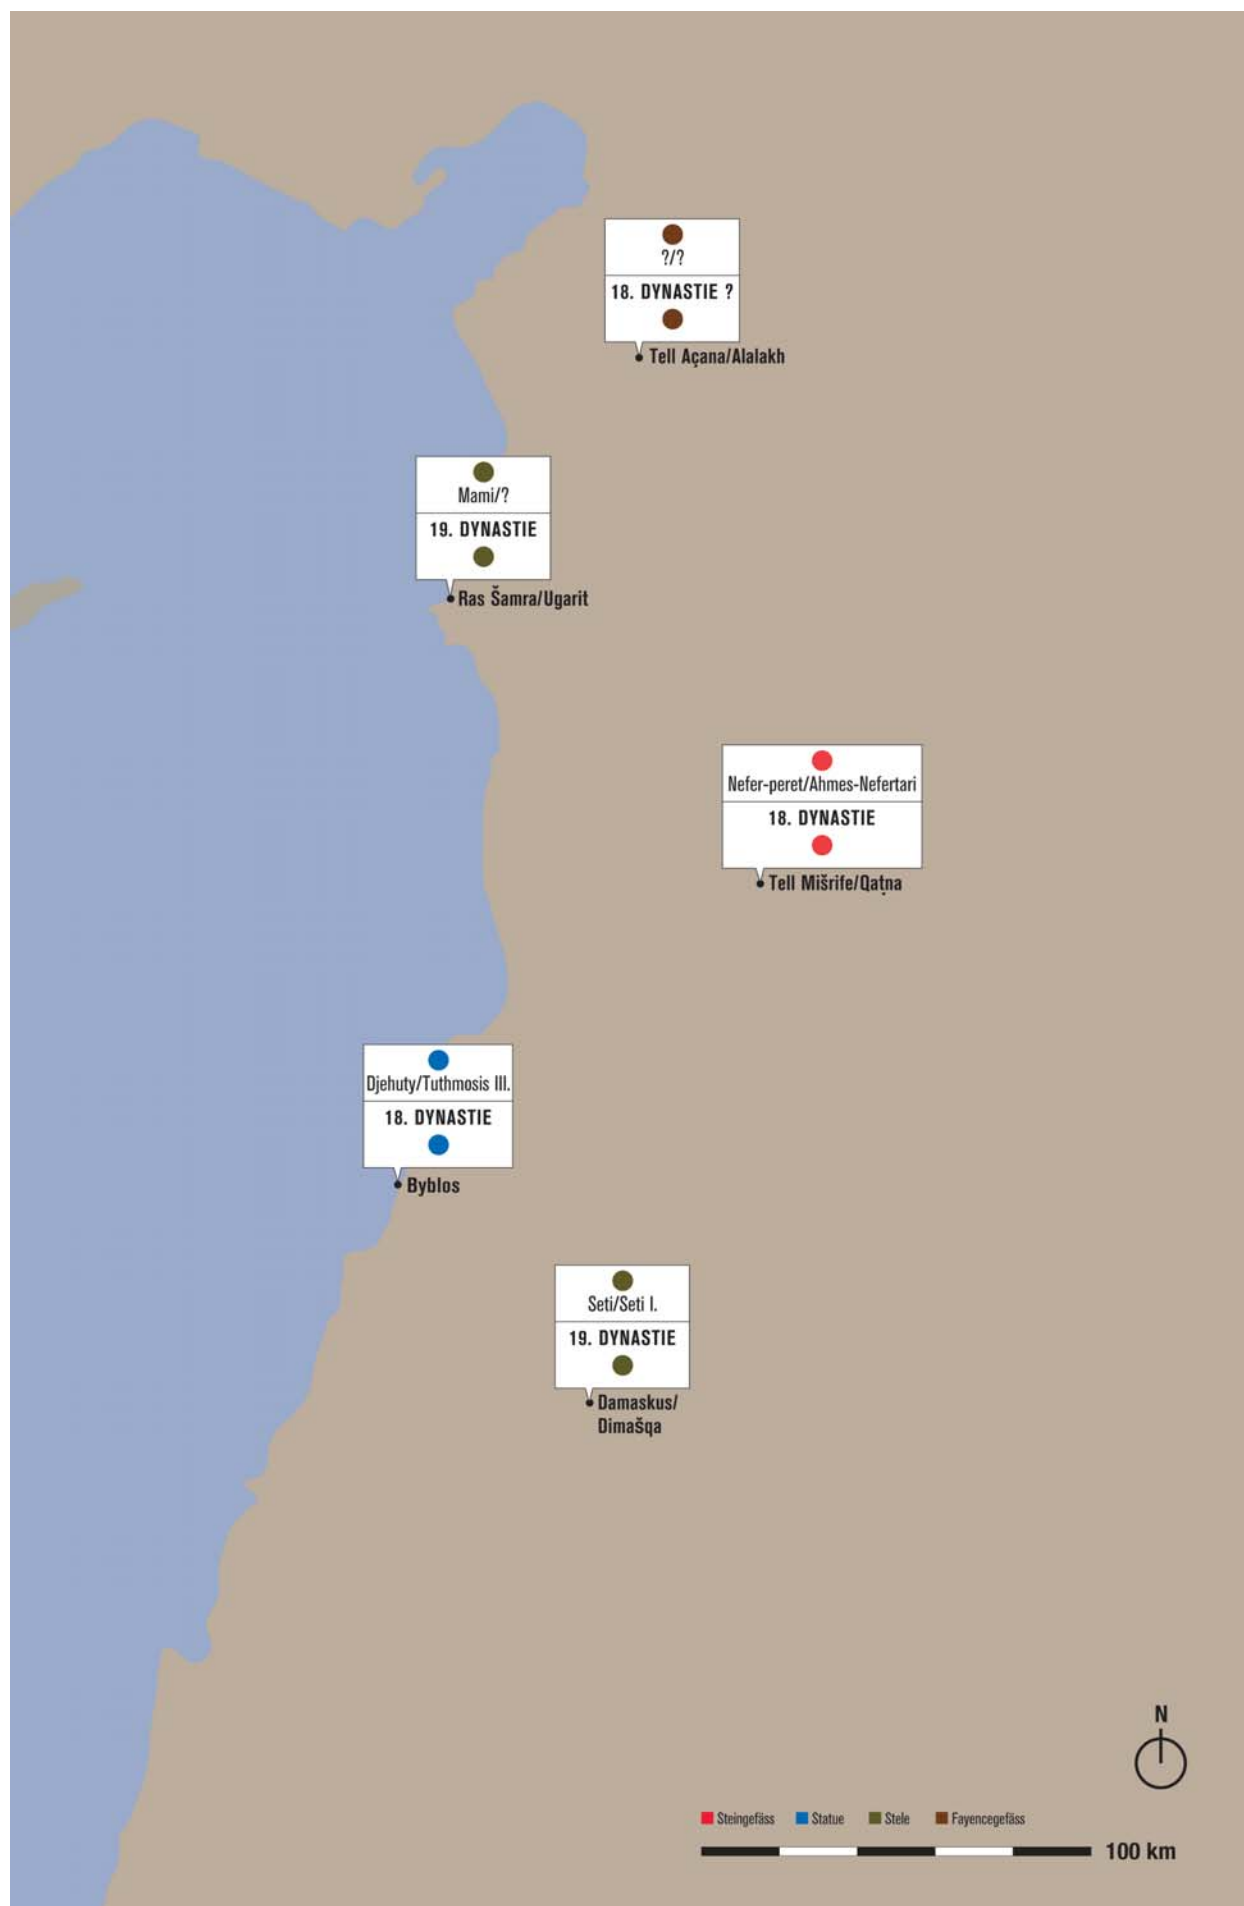 ?/?
18. DYNASTIE ?
Tell Açana/Alalakh
Mami/?
19. DYNASTIE
Ras Šamra/Ugarit
Nefer-peret/Ahmes-Nefertari
18. DYNASTIE
Tell Mišrife/Qaṭna
Djehuty/Tuthmosis III.
18. DYNASTIE
Byblos
Seti/Seti I.
19. DYNASTIE
Damaskus/
Dimašqa
N
Steingefäss Statue Stele Fayencegefäss
100 km